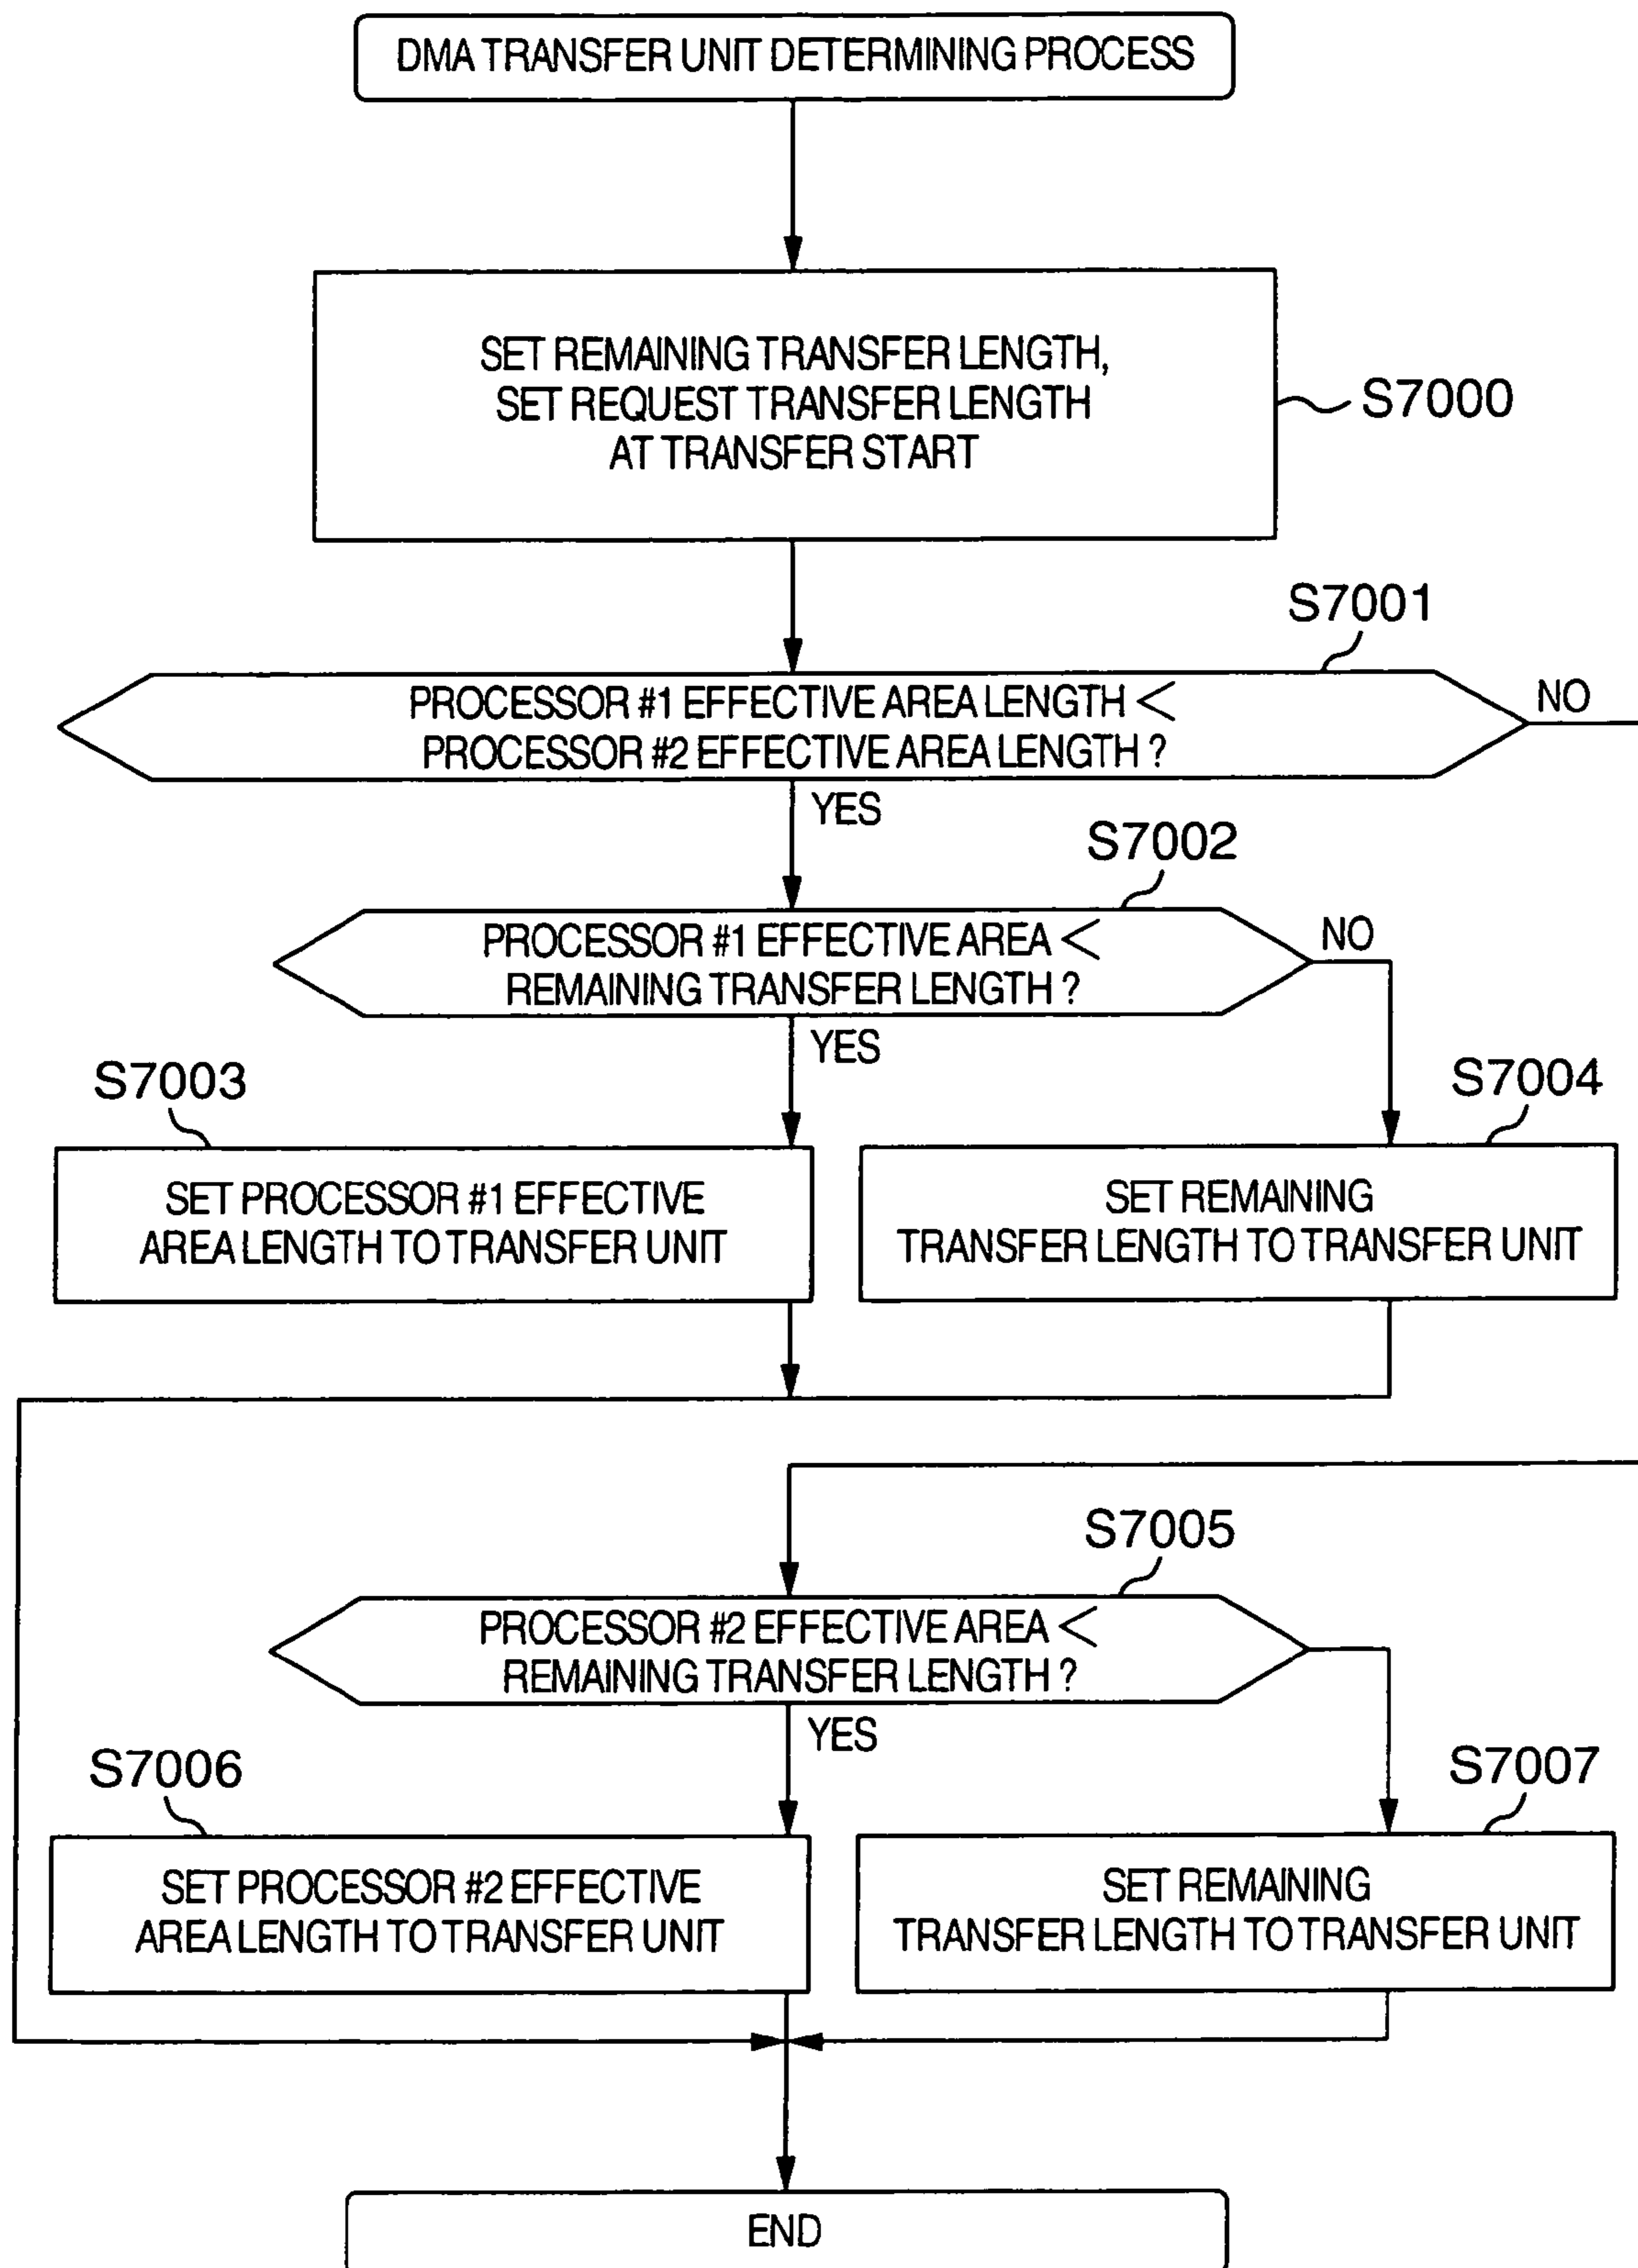 DMA TRANSFER UNIT DETERMINING PROCESS
SET REMAINING TRANSFER LENGTH,
SET REQUEST TRANSFER LENGTH
AT TRANSFER START
S7000
S7001
PROCESSOR #1 EFFECTIVE AREA LENGTH <
PROCESSOR #2 EFFECTIVE AREA LENGTH ?
NO
YES
S7002
PROCESSOR #1 EFFECTIVE AREA <
REMAINING TRANSFER LENGTH ?
NO
YES
S7003
SET PROCESSOR #1 EFFECTIVE
AREA LENGTH TO TRANSFER UNIT
S7004
SET REMAINING
TRANSFER LENGTH TO TRANSFER UNIT
S7005
PROCESSOR #2 EFFECTIVE AREA <
REMAINING TRANSFER LENGTH ?
YES
S7006
SET PROCESSOR #2 EFFECTIVE
AREA LENGTH TO TRANSFER UNIT
S7007
SET REMAINING
TRANSFER LENGTH TO TRANSFER UNIT
END